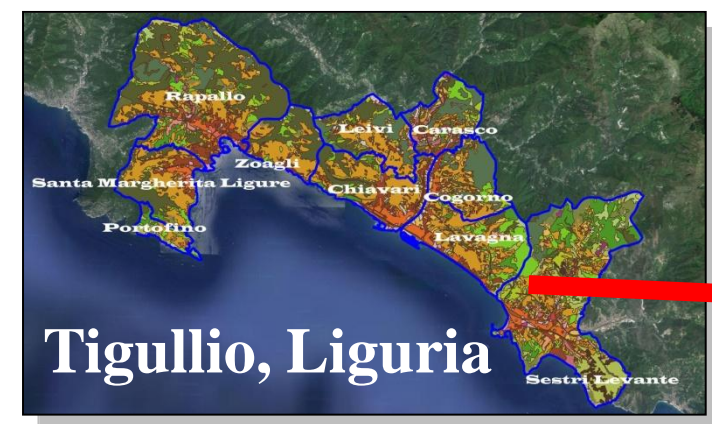 Rapallo
Leivi
Carasco
Zoagli
Santa Margherita Ligure
Chiavari
Cogorno
Portofino
Lavagna
Tigullio, Liguria
Sestri Levante